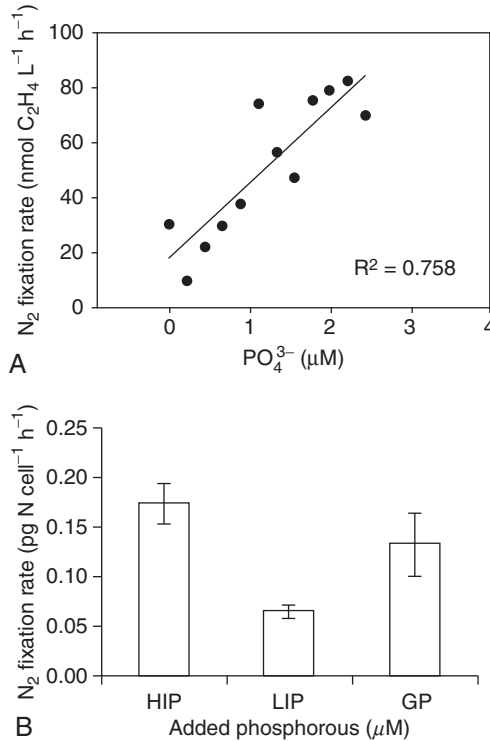 A
N₂ fixation rate (nmol C₂H₄ L⁻¹ h⁻¹)
100
80
60
40
20
0
R² = 0.758
0 1 2 3 4
PO₄³⁻ (μM)
B
N₂ fixation rate (pg N cell⁻¹ h⁻¹)
0.25
0.20
0.15
0.10
0.05
0.00
HIP LIP GP
Added phosphorous (μM)